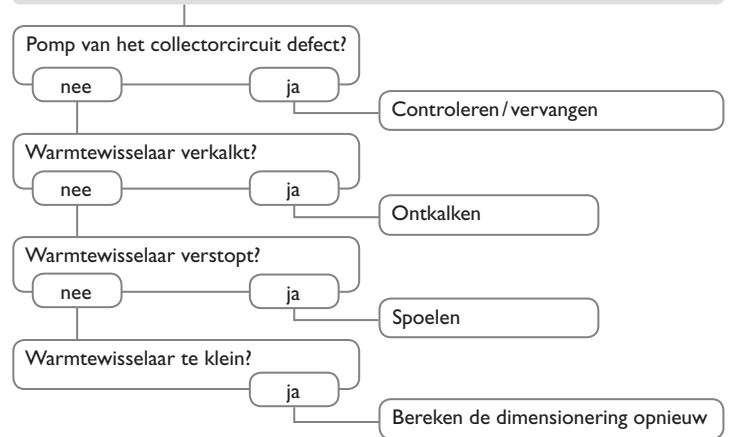 Pomp van het collectorcircuit defect?
nee
ja
Controleren / vervangen
Warmtewisselaar verkalkt?
nee
ja
Ontkalken
Warmtewisselaar verstopt?
nee
ja
Spoelen
Warmtewisselaar te klein?
ja
Bereken de dimensionering opnieuw